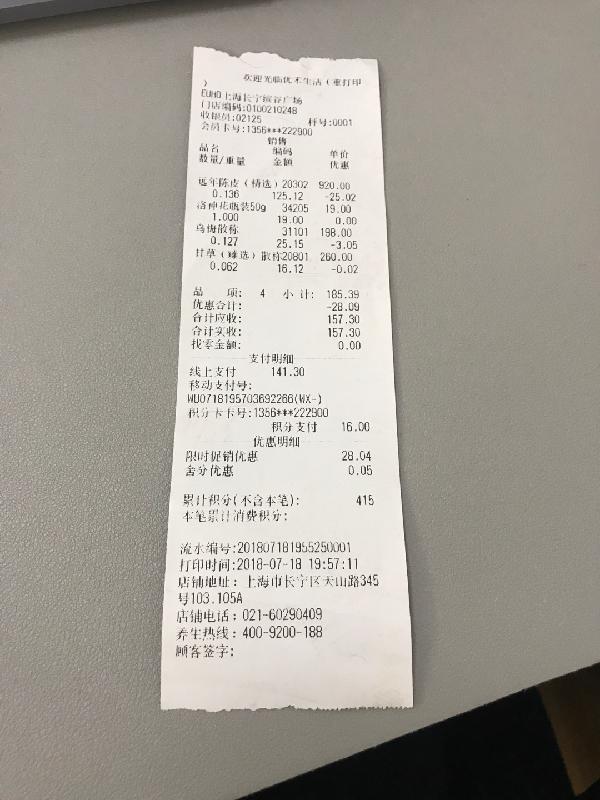 欢迎光临优禾生活(重打印
)
EUHO上海长宁缤谷广场
门店编码:0100210248
收银员:02125 秤号:0001
会员卡号:1356***222900
销售
品名 编码 单价
数量/重量 金额 优惠
远年陈皮(精选)20302 920.00
0.136 125.12 -25.02
洛神花瓶装50g 34205 19.00
1.000 19.00 0.00
乌梅散称 31101 198.00
0.127 25.15 -3.05
甘草(臻选)散称20801 260.00
0.062 16.12 -0.02
品 项: 4 小 计: 185.39
优惠合计: -28.09
合计应收: 157.30
合计实收: 157.30
找零金额: 0.00
支付明细
线上支付 141.30
移动支付号:
WU0718195703692266(WX-)
积分卡卡号:1356***222900
积分支付 16.00
优惠明细
限时促销优惠 28.04
舍分优惠 0.05
累计积分(不含本笔): 415
本笔累计消费积分:
流水编号:201807181955250001
打印时间:2018-07-18 19:57:11
店铺地址: 上海市长宁区天山路345
号103.105A
店铺电话: 021-60290409
养生热线: 400-9200-188
顾客签字: